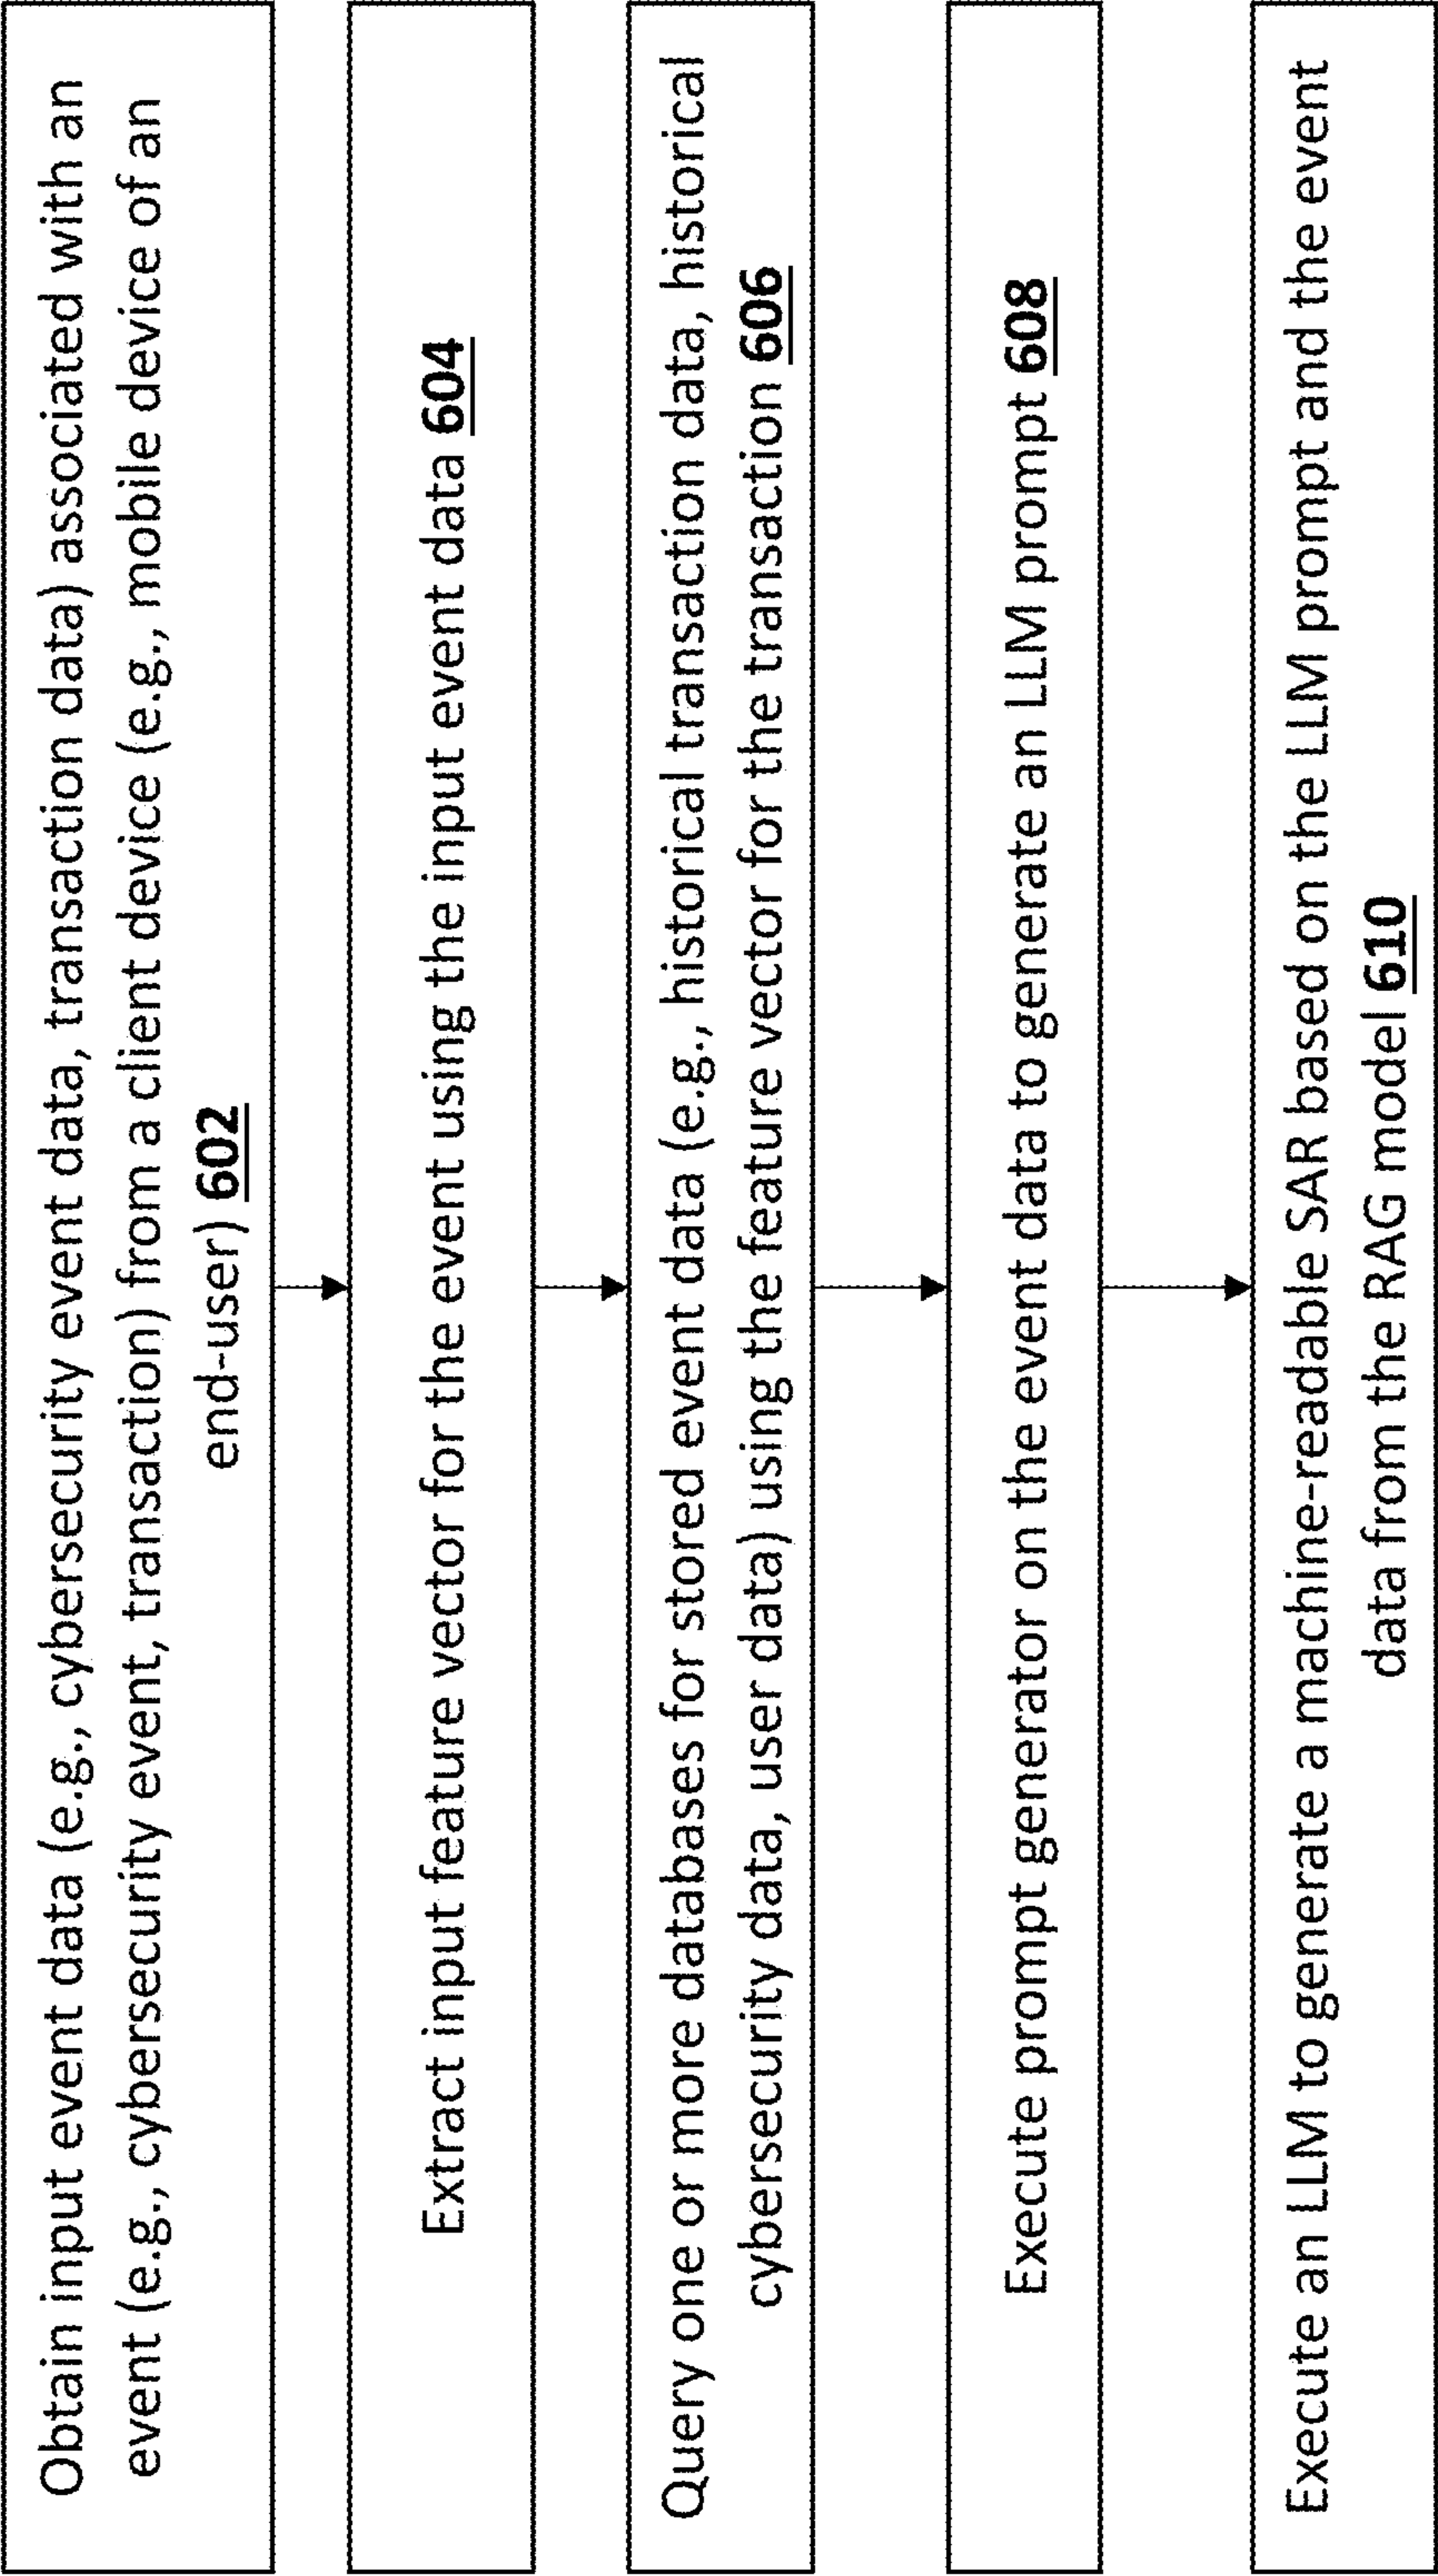 Obtain input event data (e.g., cybersecurity event data, transaction data) associated with an
event (e.g., cybersecurity event, transaction) from a client device (e.g., mobile device of an
end-user) 602
Extract input feature vector for the event using the input event data 604
Query one or more databases for stored event data (e.g., historical transaction data, historical
cybersecurity data, user data) using the feature vector for the transaction 606
Execute prompt generator on the event data to generate an LLM prompt 608
Execute an LLM to generate a machine-readable SAR based on the LLM prompt and the event
data from the RAG model 610